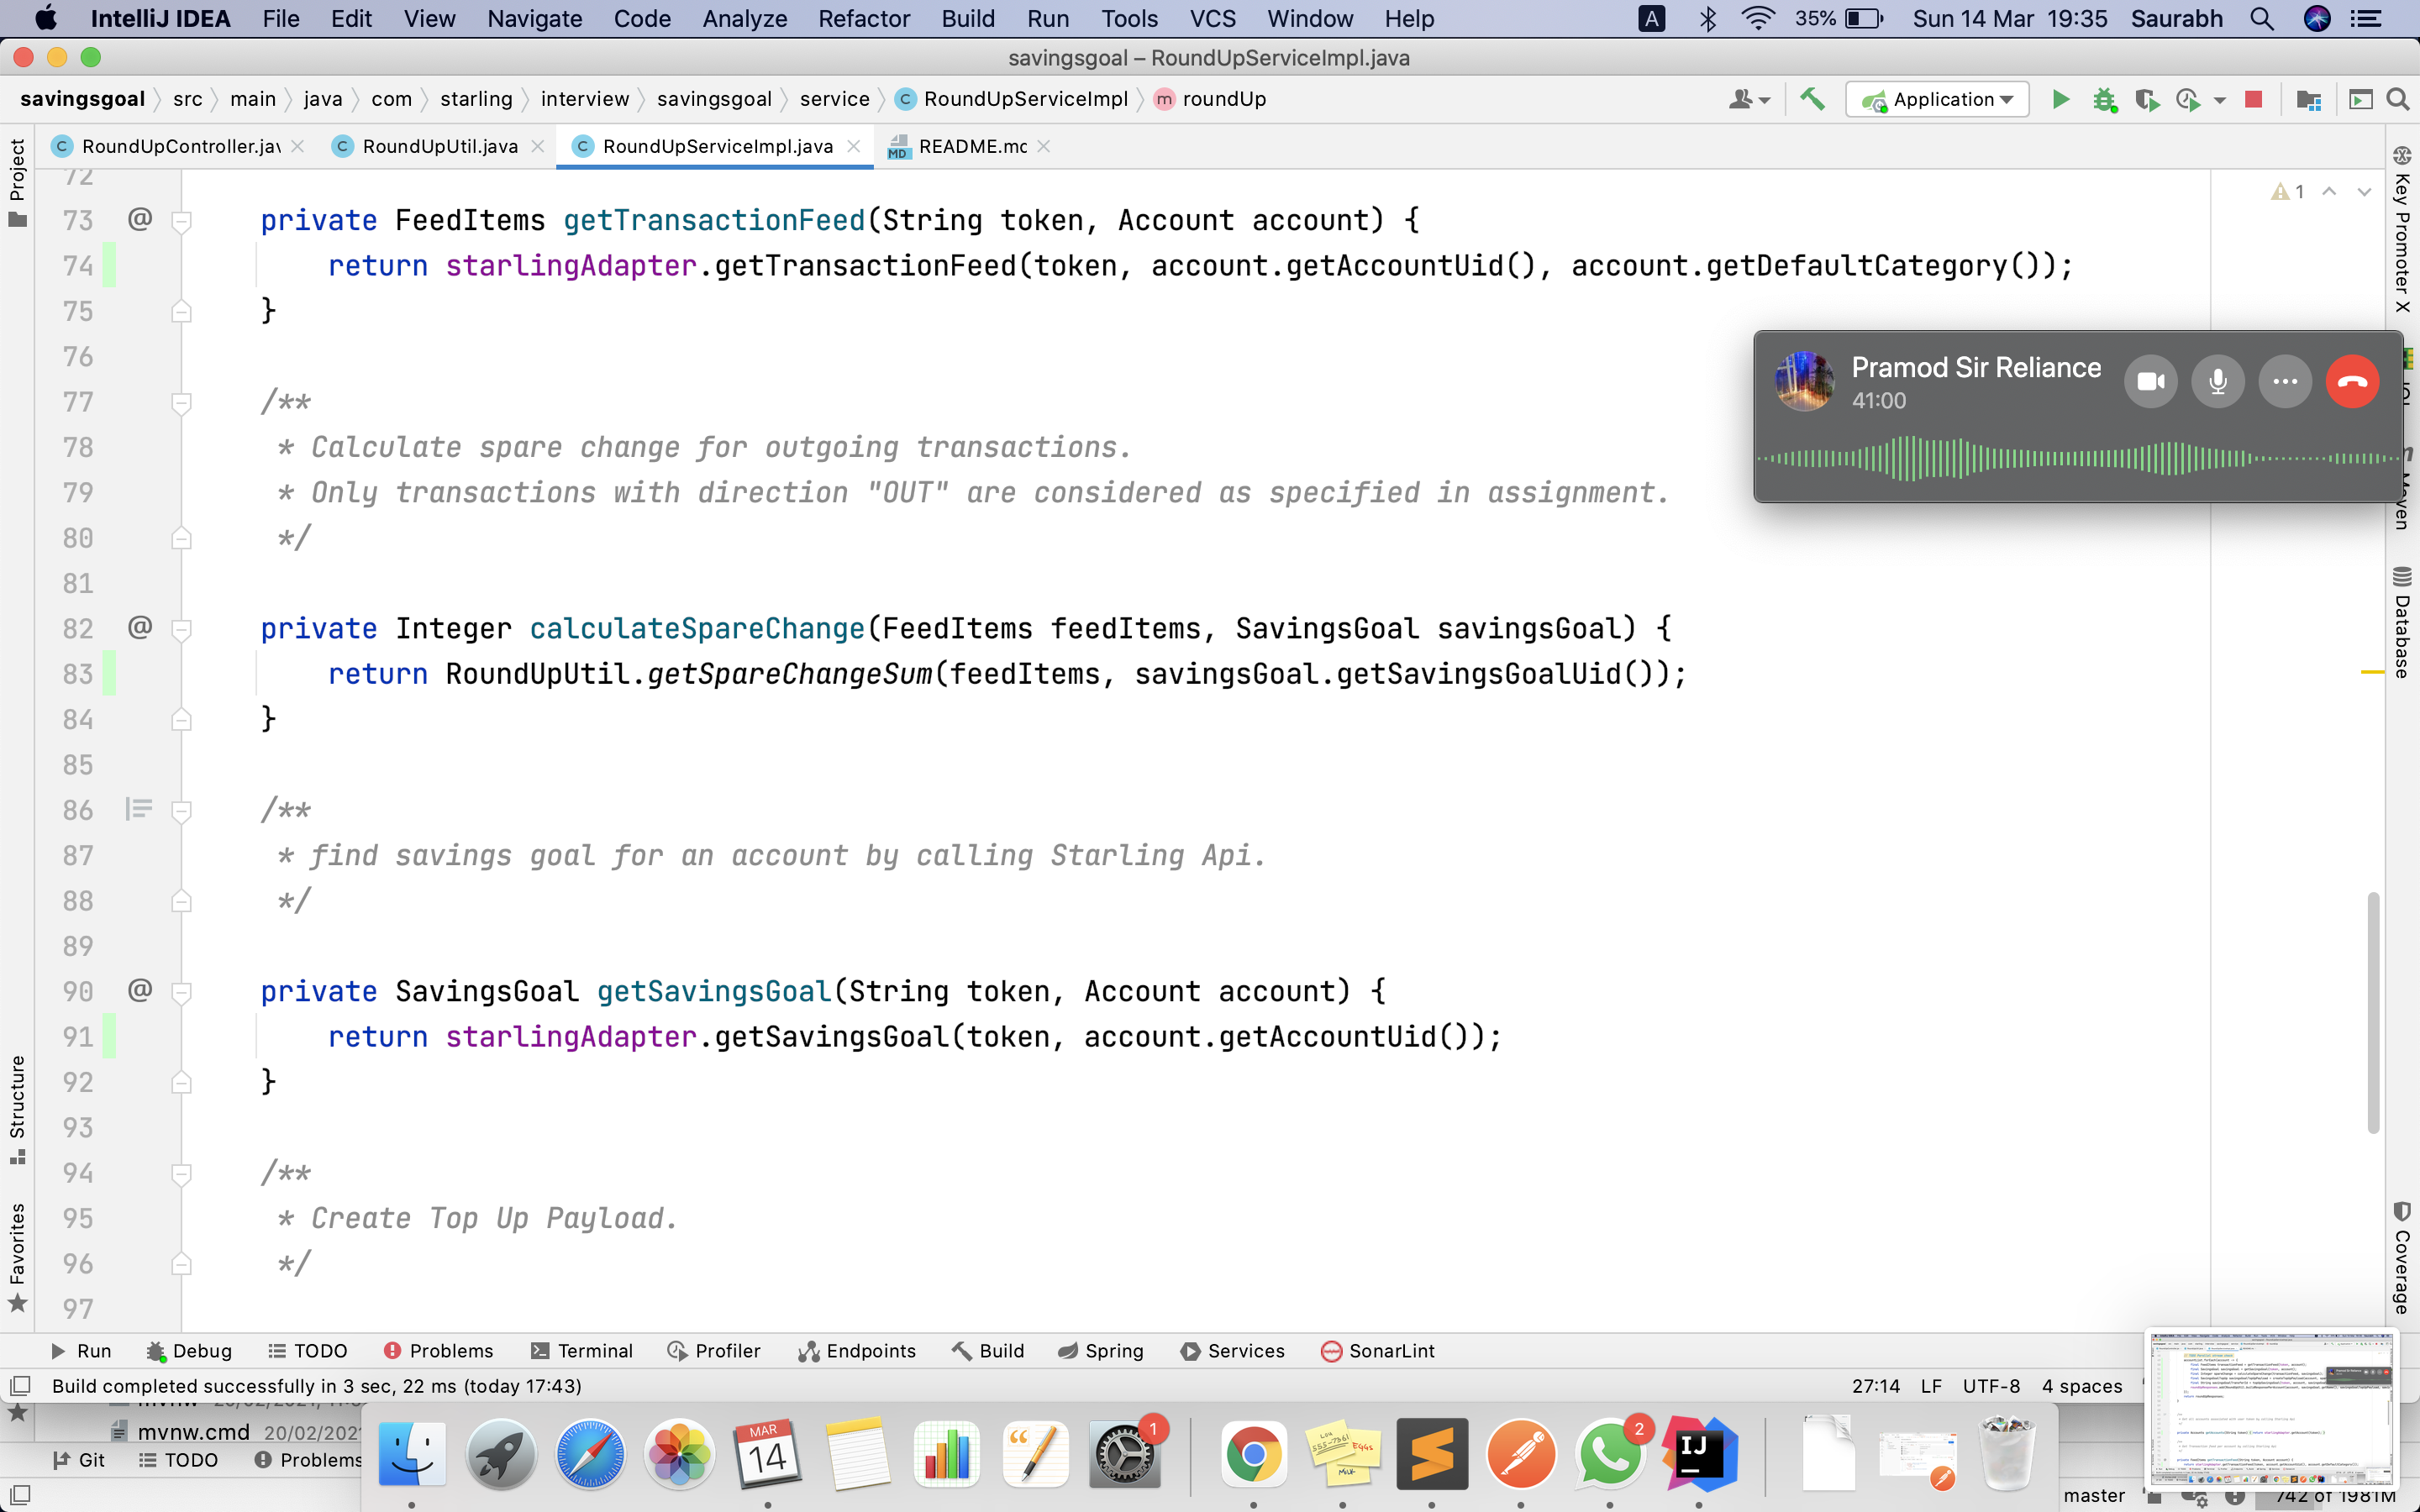 IntelliJ IDEA File Edit View Navigate Code Analyze Refactor Build Run Tools VCS Window Help A 35% Sun 14 Mar 19:35 Saurabh
savingsgoal – RoundUpServiceImpl.java
savingsgoal src main java com starling interview savingsgoal service C RoundUpServiceImpl m roundUp Application
C RoundUpController.jav C RoundUpUtil.java C RoundUpServiceImpl.java MD README.mc
72
73 @ private FeedItems getTransactionFeed(String token, Account account) {
74 return starlingAdapter.getTransactionFeed(token, account.getAccountUid(), account.getDefaultCategory());
75 }
76
77 /**
78 * Calculate spare change for outgoing transactions.
79 * Only transactions with direction "OUT" are considered as specified in assignment.
80 */
81
82 @ private Integer calculateSpareChange(FeedItems feedItems, SavingsGoal savingsGoal) {
83 return RoundUpUtil.getSpareChangeSum(feedItems, savingsGoal.getSavingsGoalUid());
84 }
85
86 /**
87 * find savings goal for an account by calling Starling Api.
88 */
89
90 @ private SavingsGoal getSavingsGoal(String token, Account account) {
91 return starlingAdapter.getSavingsGoal(token, account.getAccountUid());
92 }
93
94 /**
95 * Create Top Up Payload.
96 */
97
1
Pramod Sir Reliance
41:00
Project
Structure
Favorites
Key Promoter X
Maven
Database
Coverage
Run Debug TODO Problems Terminal Profiler Endpoints Build Spring Services SonarLint
Build completed successfully in 3 sec, 22 ms (today 17:43) 27:14 LF UTF-8 4 spaces
mvnw.cmd 20/02/2021
Git TODO Problems
MAR
14
1
2
IJ
master 742 of 1981M